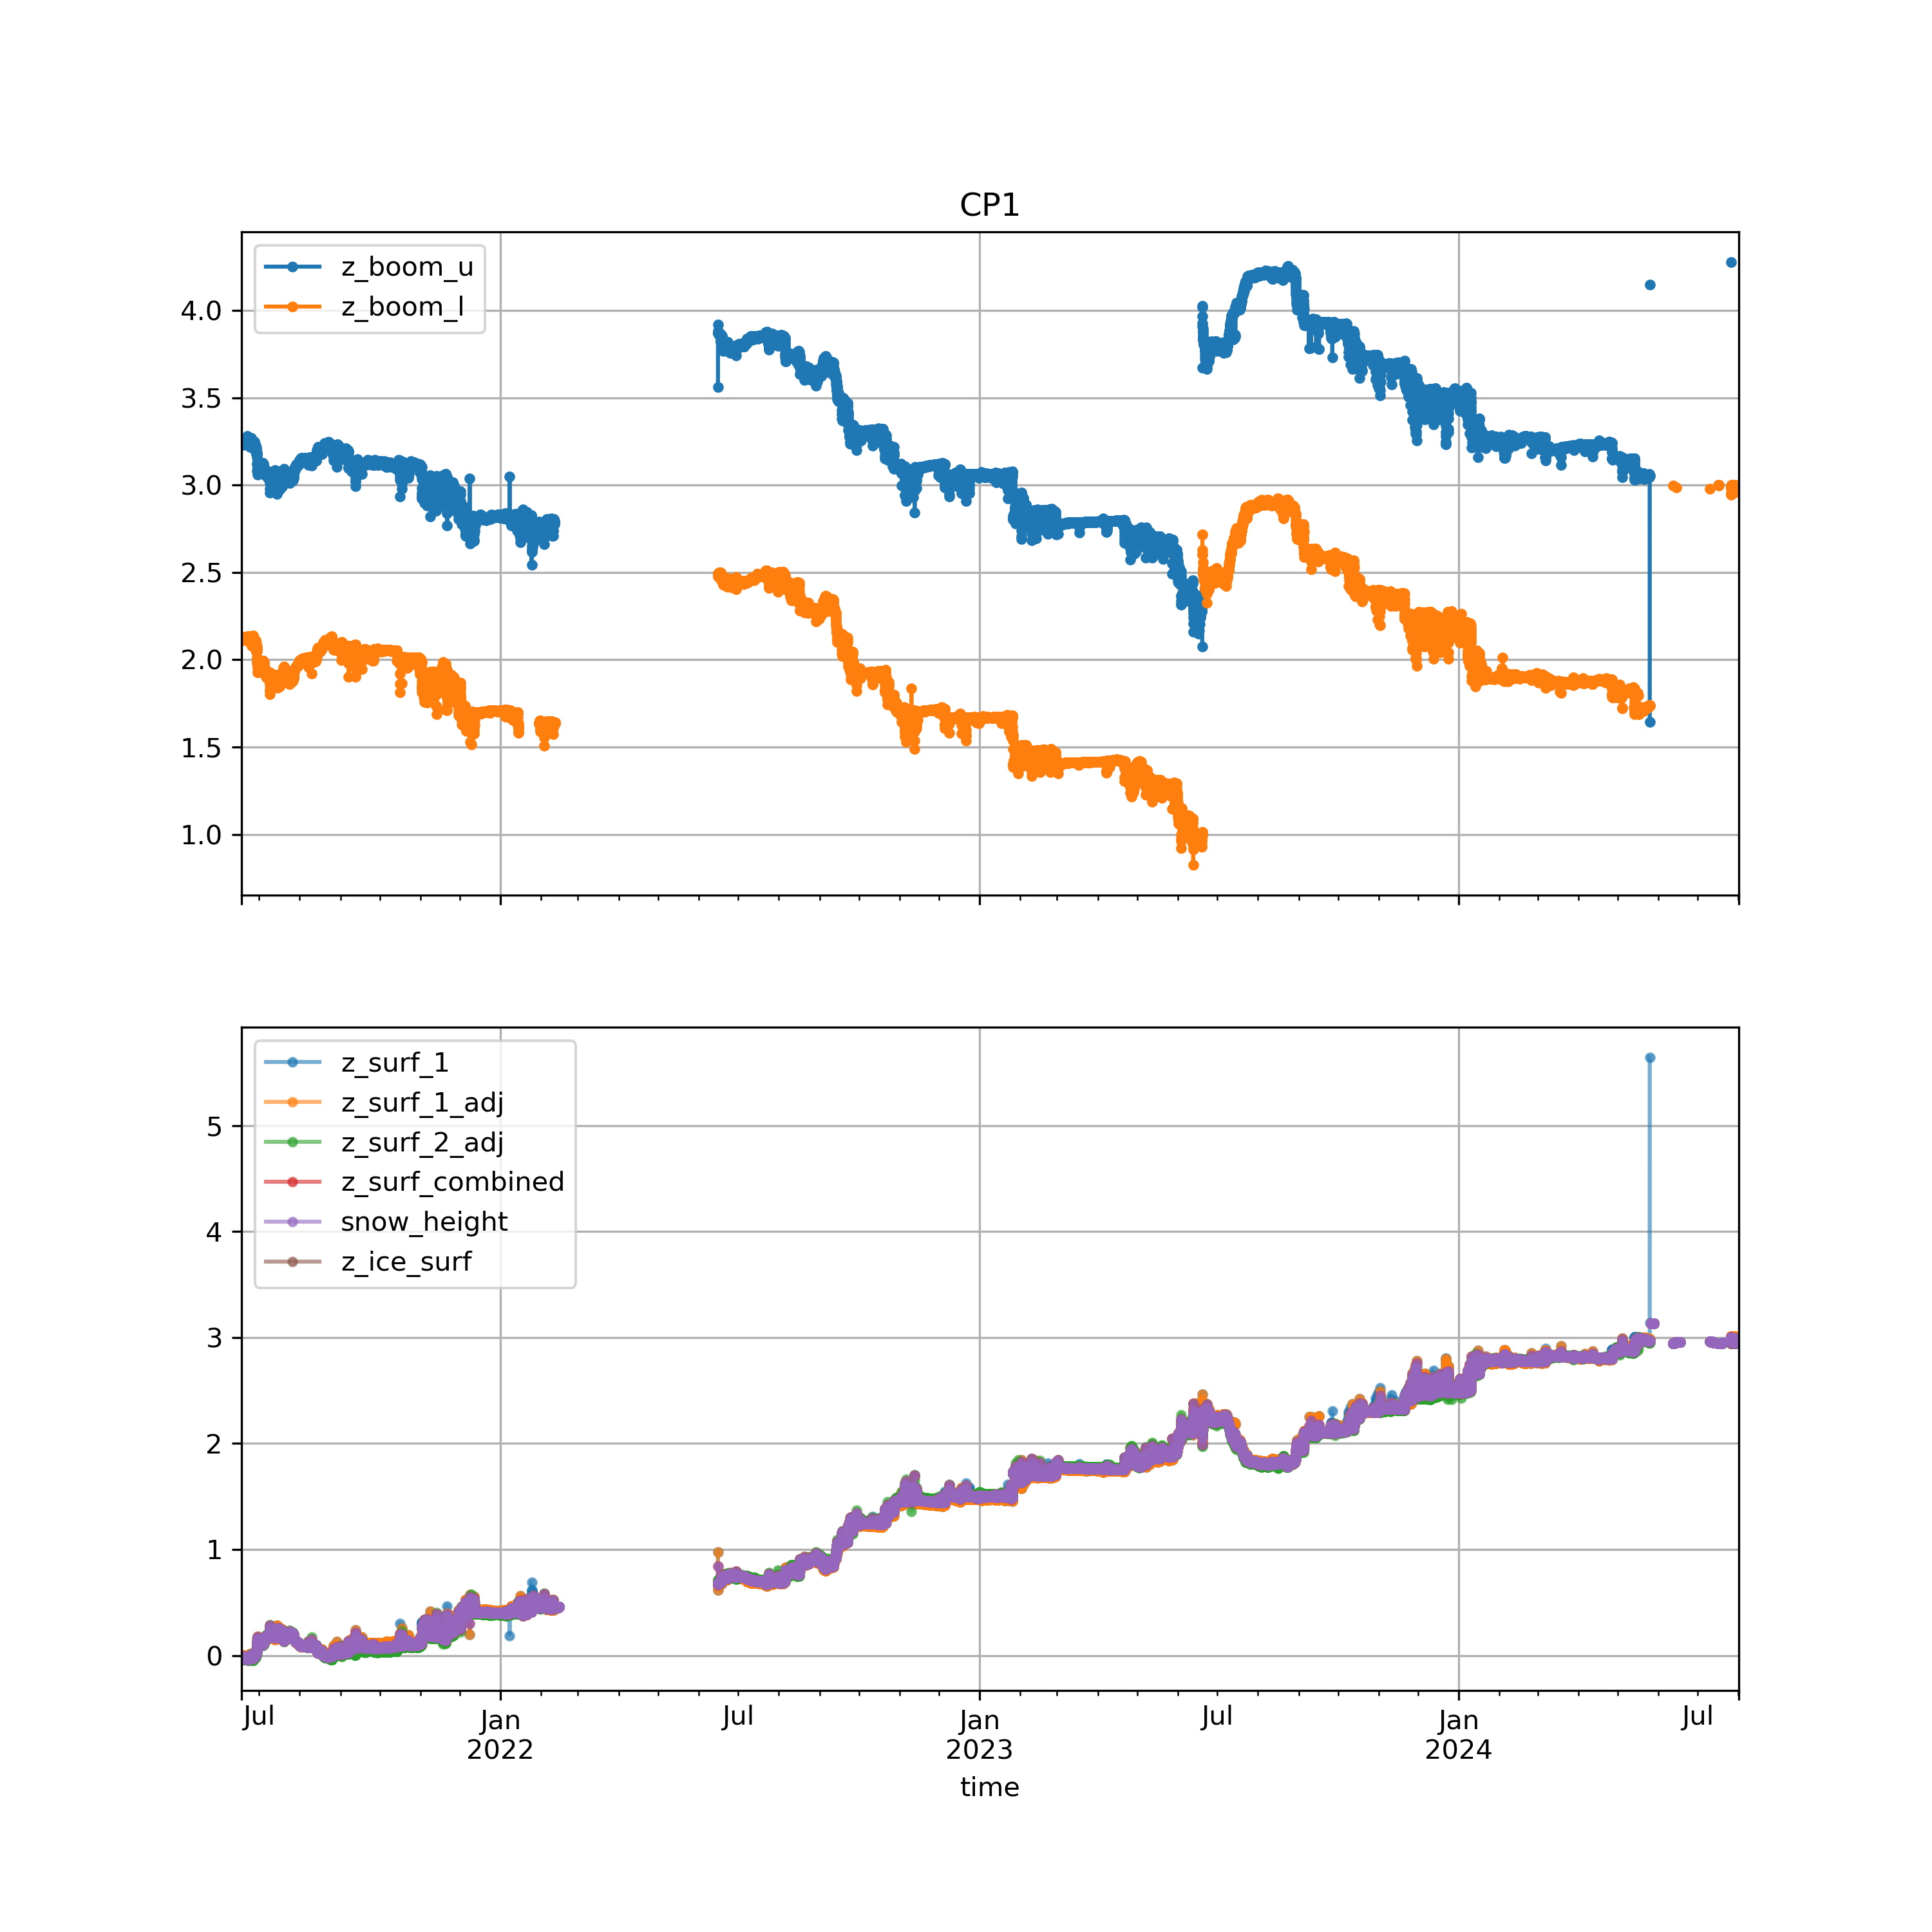 CP1
z_boom_u
z_boom_l
4.0
3.5
3.0
2.5
2.0
1.5
1.0
z_surf_1
z_surf_1_adj
z_surf_2_adj
z_surf_combined
snow_height
z_ice_surf
5
4
3
2
1
0
Jul Jan Jul Jan Jul Jan Jul
2022 2023 2024
time